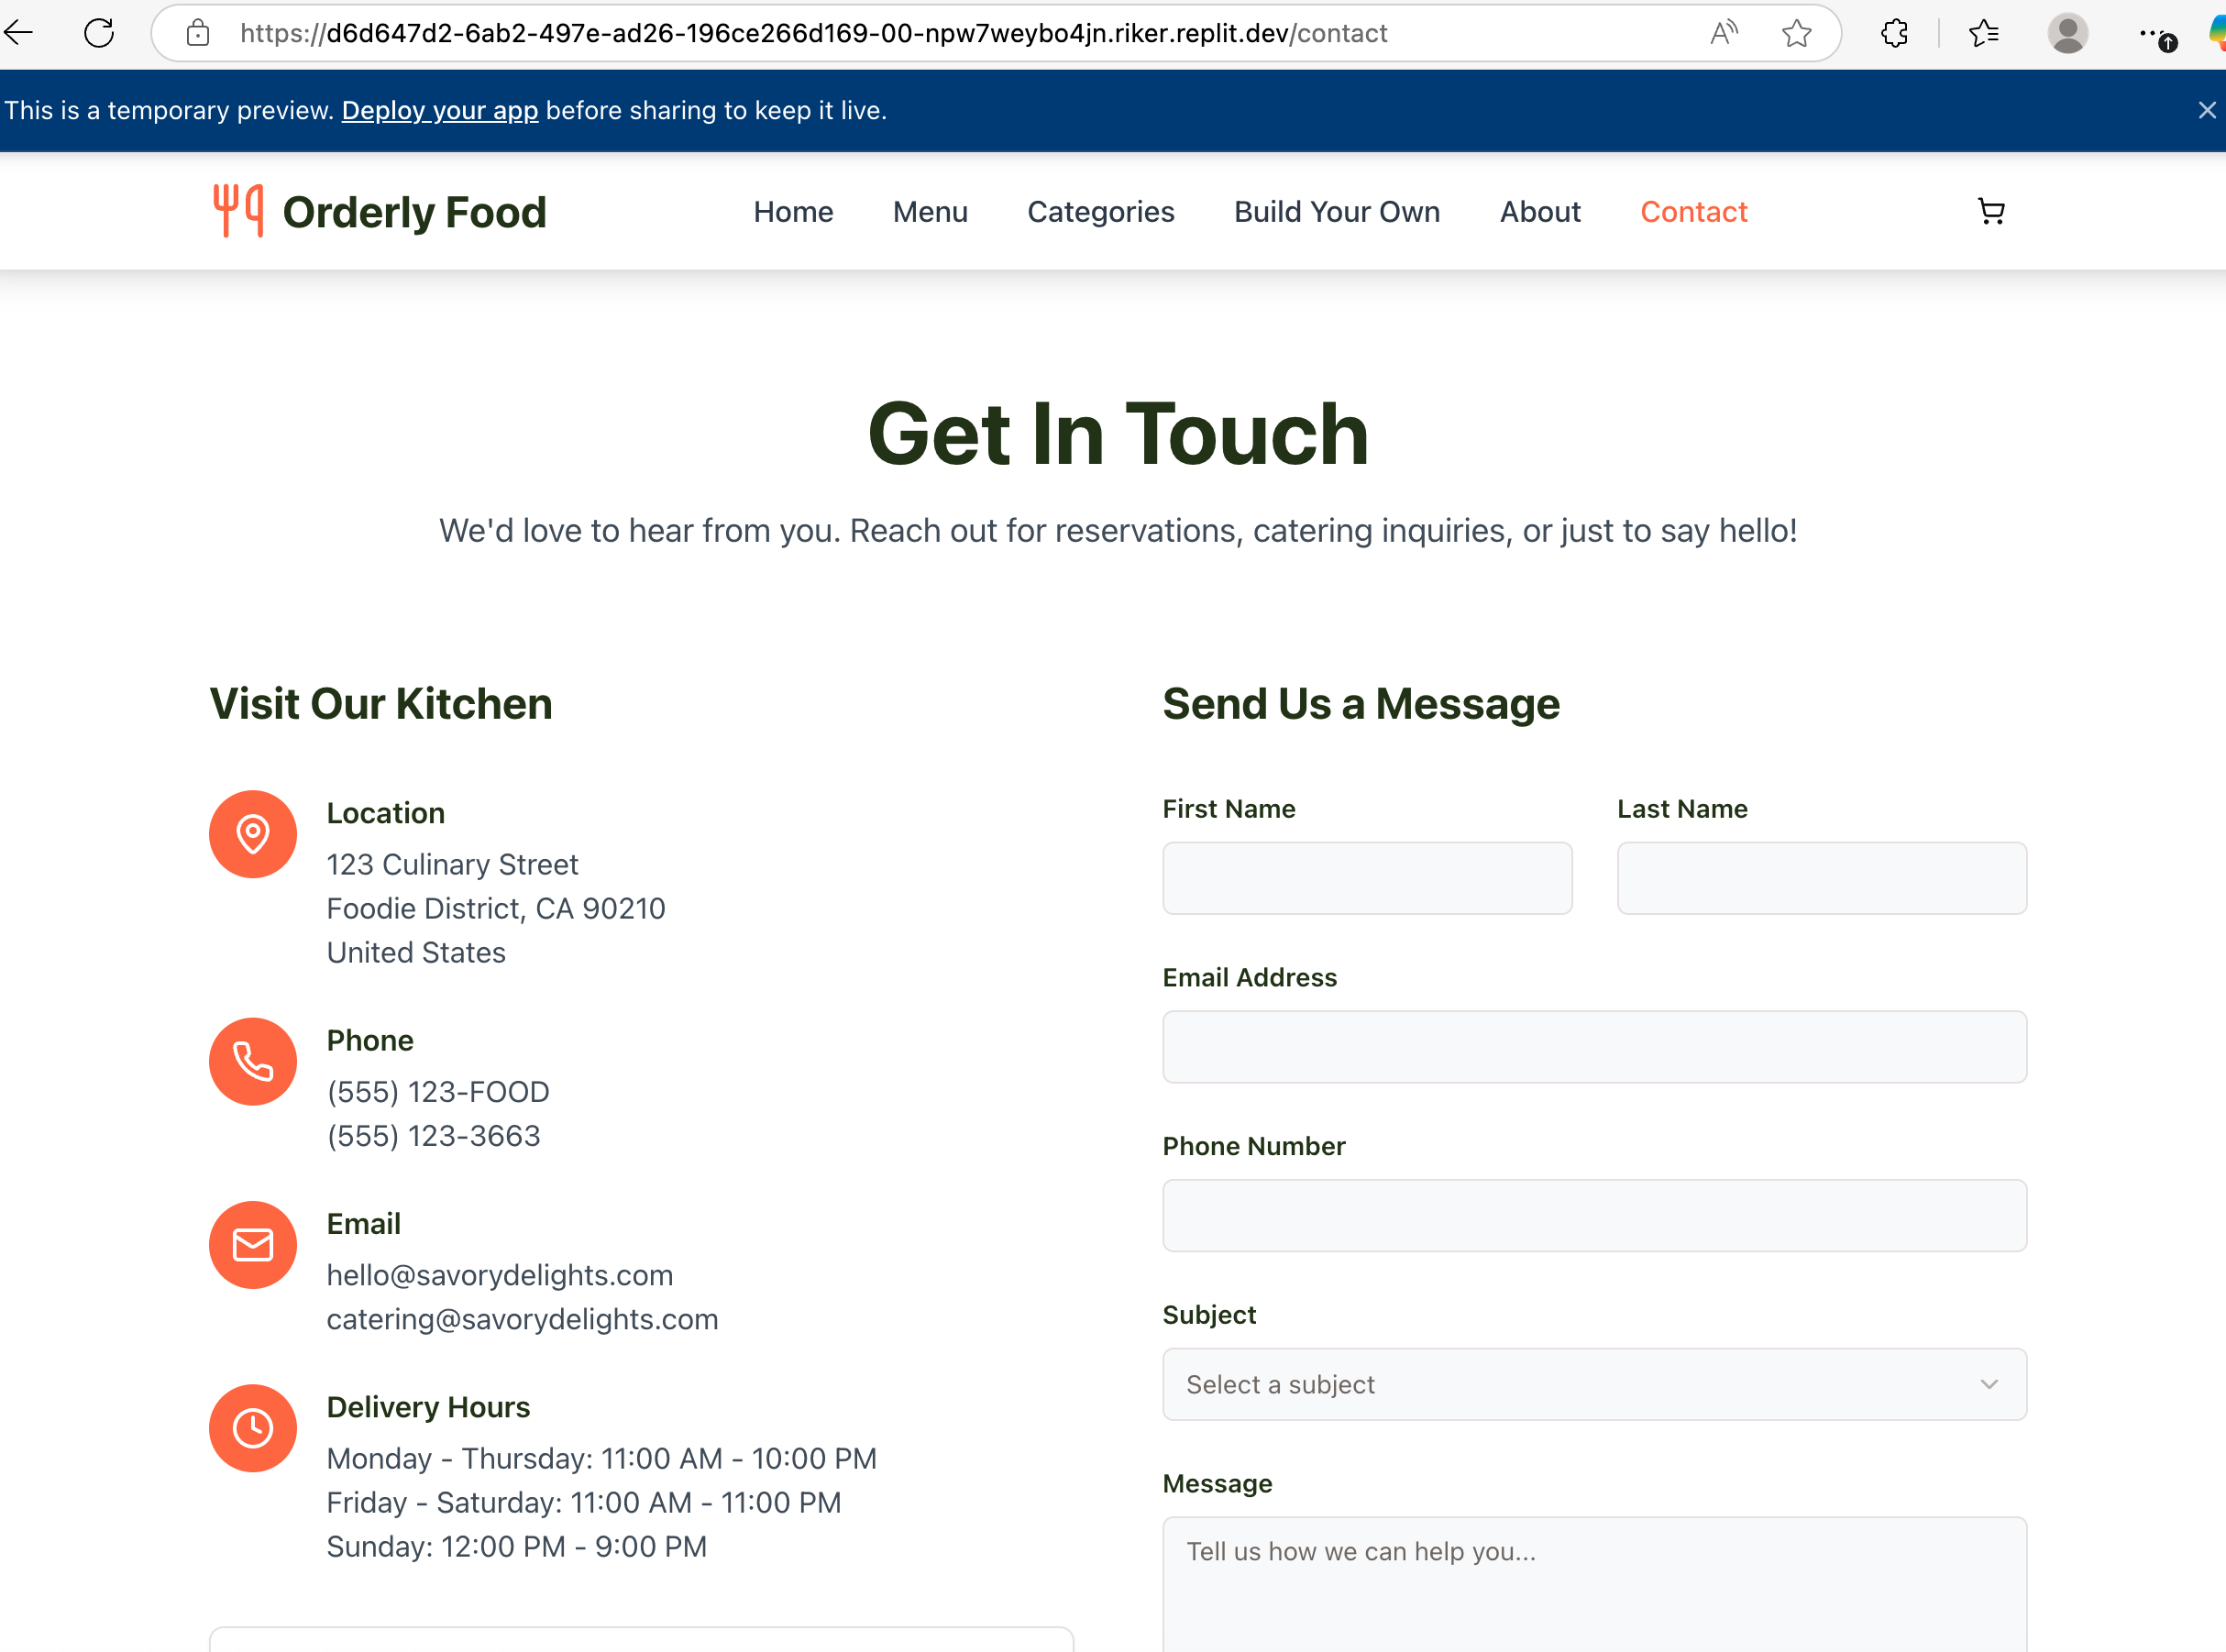 https://d6d647d2-6ab2-497e-ad26-196ce266d169-00-npw7weybo4jn.riker.replit.dev/contact
This is a temporary preview. Deploy your app before sharing to keep it live.
Orderly Food
Home
Menu
Categories
Build Your Own
About
Contact
Get In Touch
We'd love to hear from you. Reach out for reservations, catering inquiries, or just to say hello!
Visit Our Kitchen
Location
123 Culinary Street
Foodie District, CA 90210
United States
Phone
(555) 123-FOOD
(555) 123-3663
Email
hello@savorydelights.com
catering@savorydelights.com
Delivery Hours
Monday - Thursday: 11:00 AM - 10:00 PM
Friday - Saturday: 11:00 AM - 11:00 PM
Sunday: 12:00 PM - 9:00 PM
Send Us a Message
First Name
Last Name
Email Address
Phone Number
Subject
Select a subject
Message
Tell us how we can help you...